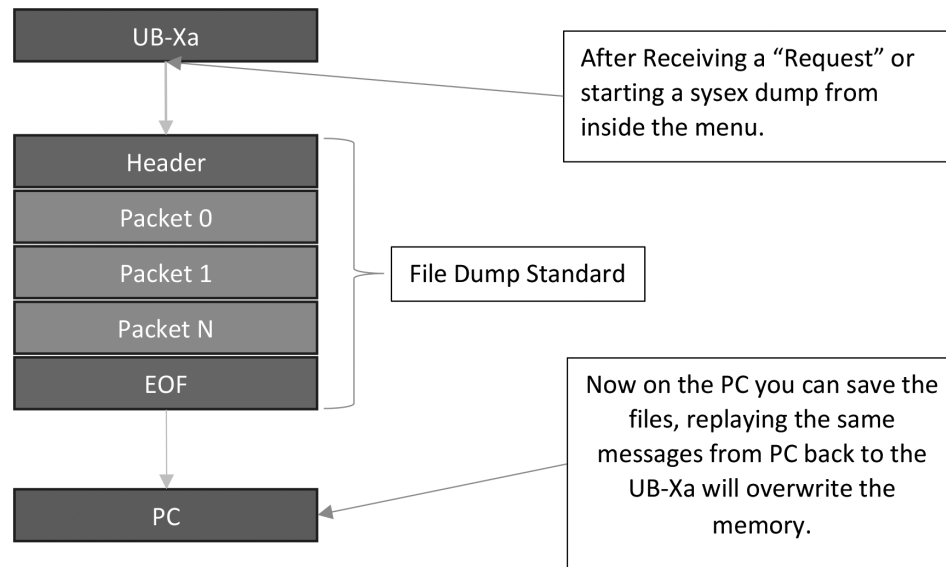 UB-Xa
After Receiving a “Request” or
starting a sysex dump from
inside the menu.
Header
Packet 0
Packet 1
Packet N
EOF
File Dump Standard
Now on the PC you can save the
files, replaying the same
messages from PC back to the
UB-Xa will overwrite the
memory.
PC